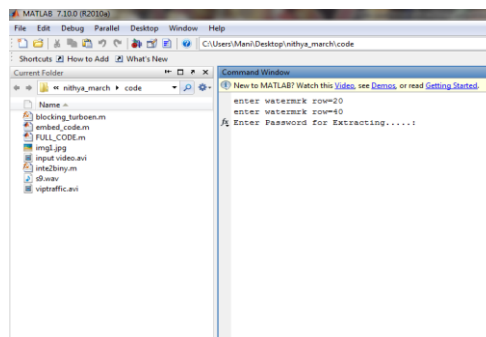 MATLAB 7.10.0 (R2010a)
File Edit Debug Parallel Desktop Window Help
C:\Users\Mani\Desktop\nithya_march\code
Shortcuts How to Add What's New
Current Folder
« nithya_march ▸ code
Name
blocking_turboen.m
embed_code.m
FULL_CODE.m
img1.jpg
input video.avi
inte2biny.m
s9.wav
viptraffic.avi
Command Window
New to MATLAB? Watch this Video, see Demos, or read Getting Started.
enter watermrk row=20
enter watermrk row=40
fx Enter Password for Extracting.....: